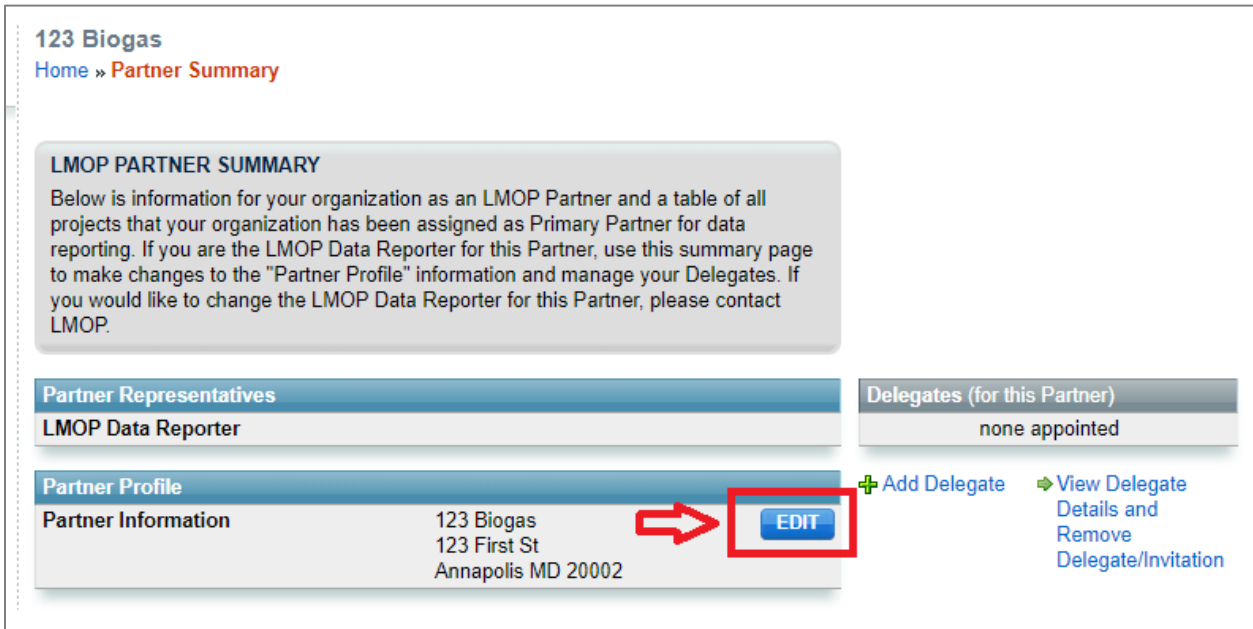 123 Biogas
Home » Partner Summary
LMOP PARTNER SUMMARY
Below is information for your organization as an LMOP Partner and a table of all
projects that your organization has been assigned as Primary Partner for data
reporting. If you are the LMOP Data Reporter for this Partner, use this summary page
to make changes to the "Partner Profile" information and manage your Delegates. If
you would like to change the LMOP Data Reporter for this Partner, please contact
LMOP.
Partner Representatives
LMOP Data Reporter
Delegates (for this Partner)
none appointed
Partner Profile
Partner Information
123 Biogas
123 First St
Annapolis MD 20002
EDIT
Add Delegate
View Delegate
Details and
Remove
Delegate/Invitation